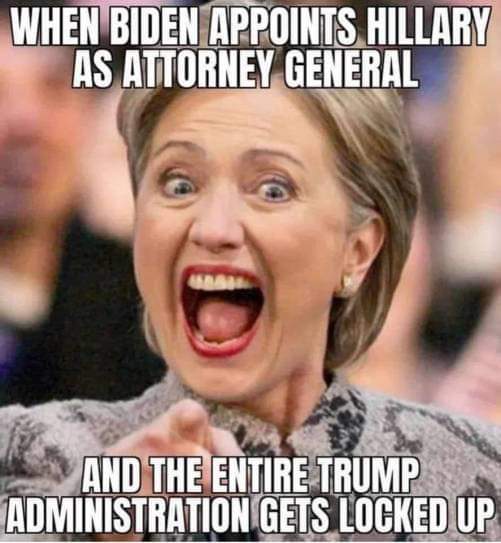 WHEN BIDEN APPOINTS HILLARY
AS ATTORNEY GENERAL
AND THE ENTIRE TRUMP
ADMINISTRATION GETS LOCKED UP